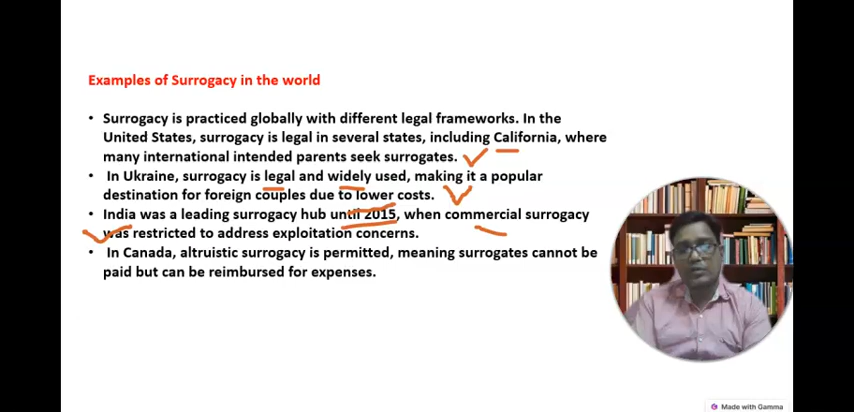 Examples of Surrogacy in the world
• Surrogacy is practiced globally with different legal frameworks. In the
United States, surrogacy is legal in several states, including California, where
many international intended parents seek surrogates.
• In Ukraine, surrogacy is legal and widely used, making it a popular
destination for foreign couples due to lower costs.
• India was a leading surrogacy hub until 2015, when commercial surrogacy
was restricted to address exploitation concerns.
• In Canada, altruistic surrogacy is permitted, meaning surrogates cannot be
paid but can be reimbursed for expenses.
Made with Gamma